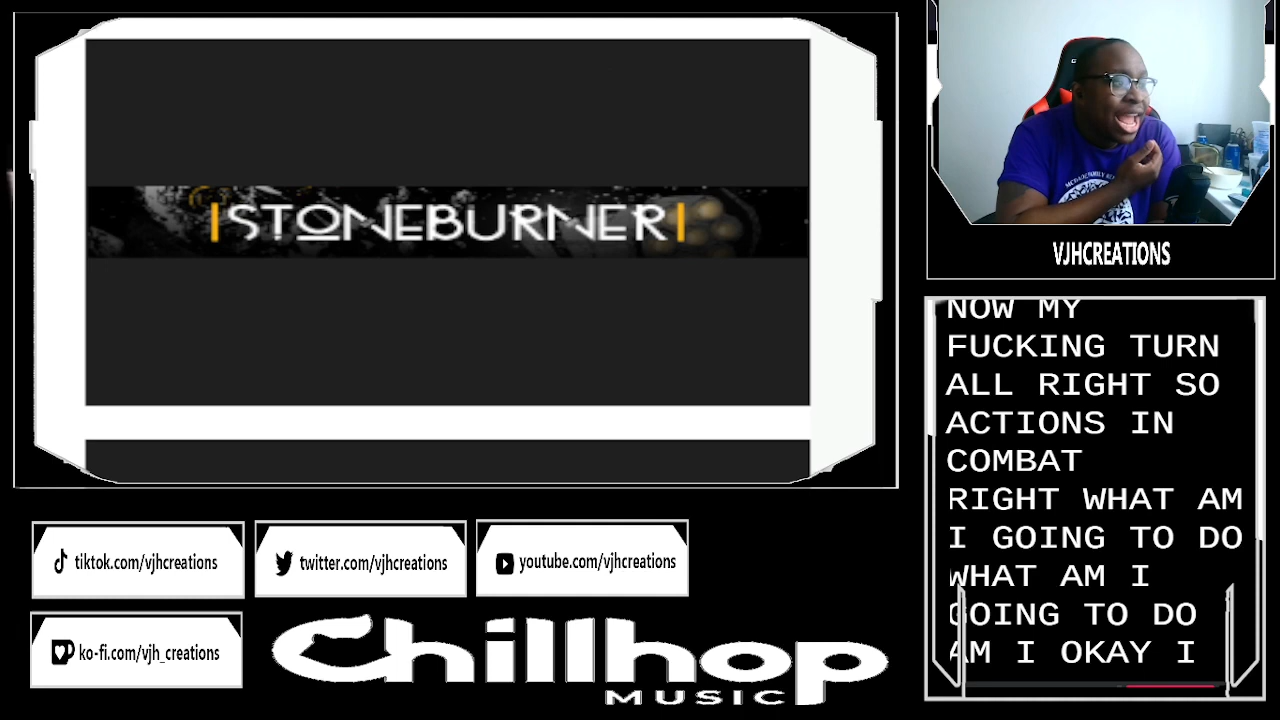 |STONEBURNER|
VJHCREATIONS
NOW MY
FUCKING TURN
ALL RIGHT SO
ACTIONS IN
COMBAT
RIGHT WHAT AM
I GOING TO DO
WHAT AM I
GOING TO DO
AM I OKAY I
tiktok.com/vjhcreations
twitter.com/vjhcreations
youtube.com/vjhcreations
ko-fi.com/vjh_creations
Chillhop
MUSIC